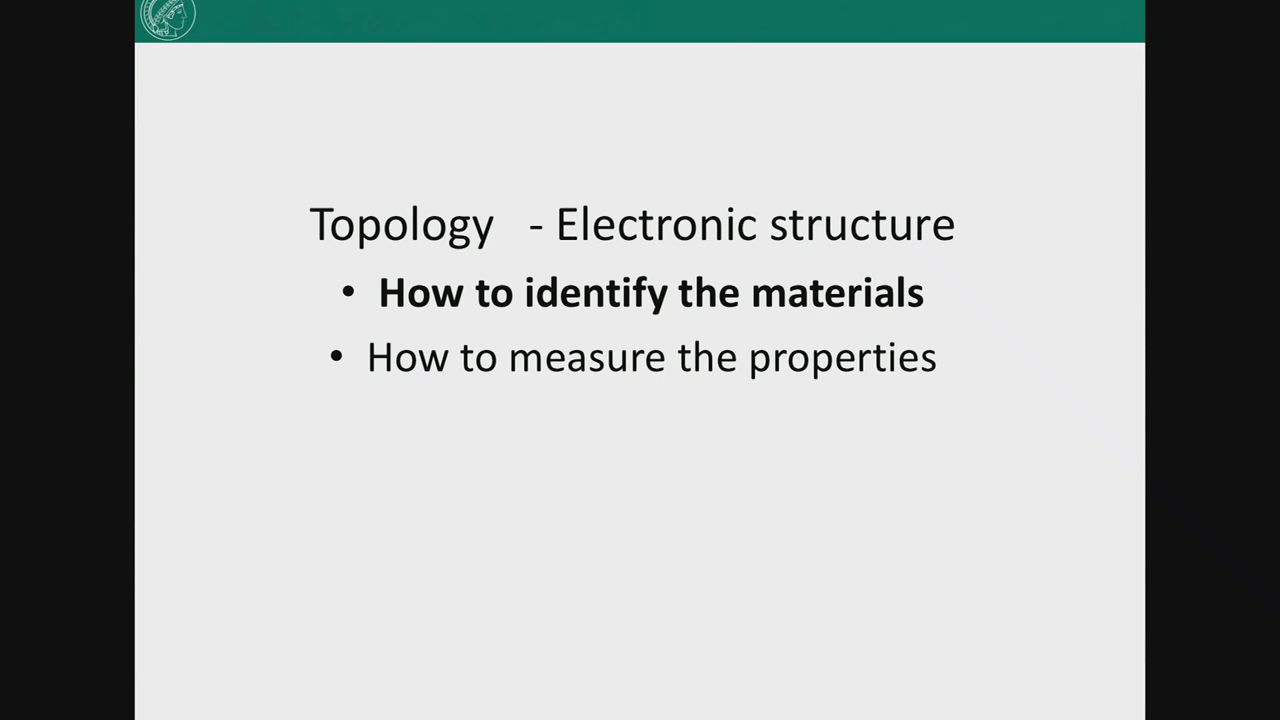 Topology - Electronic structure
• How to identify the materials
• How to measure the properties